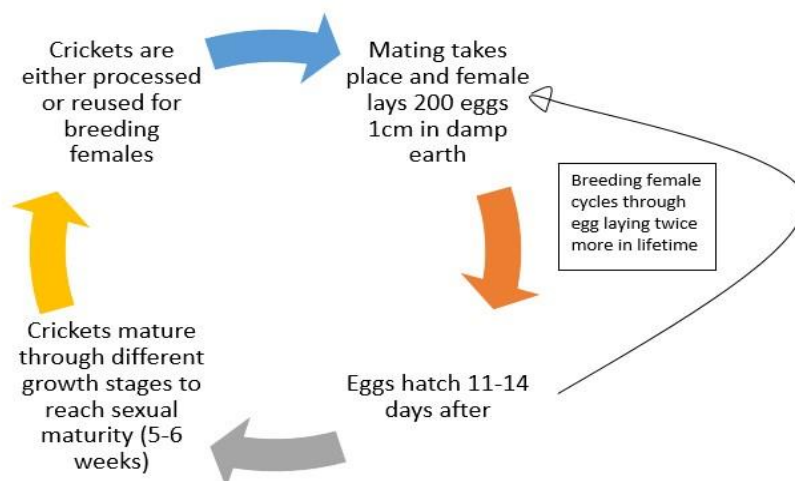 Crickets are
either processed
or reused for
breeding
females
Mating takes
place and female
lays 200 eggs
1cm in damp
earth
Breeding female
cycles through
egg laying twice
more in lifetime
Eggs hatch 11-14
days after
Crickets mature
through different
growth stages to
reach sexual
maturity (5-6
weeks)